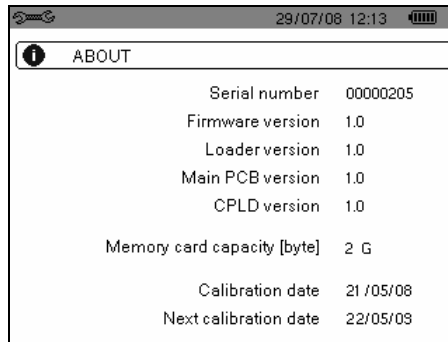 29/07/08 12:13
ABOUT
Serial number 00000205
Firmware version 1.0
Loader version 1.0
Main PCB version 1.0
CPLD version 1.0
Memory card capacity [byte] 2 G
Calibration date 21/05/08
Next calibration date 22/05/09